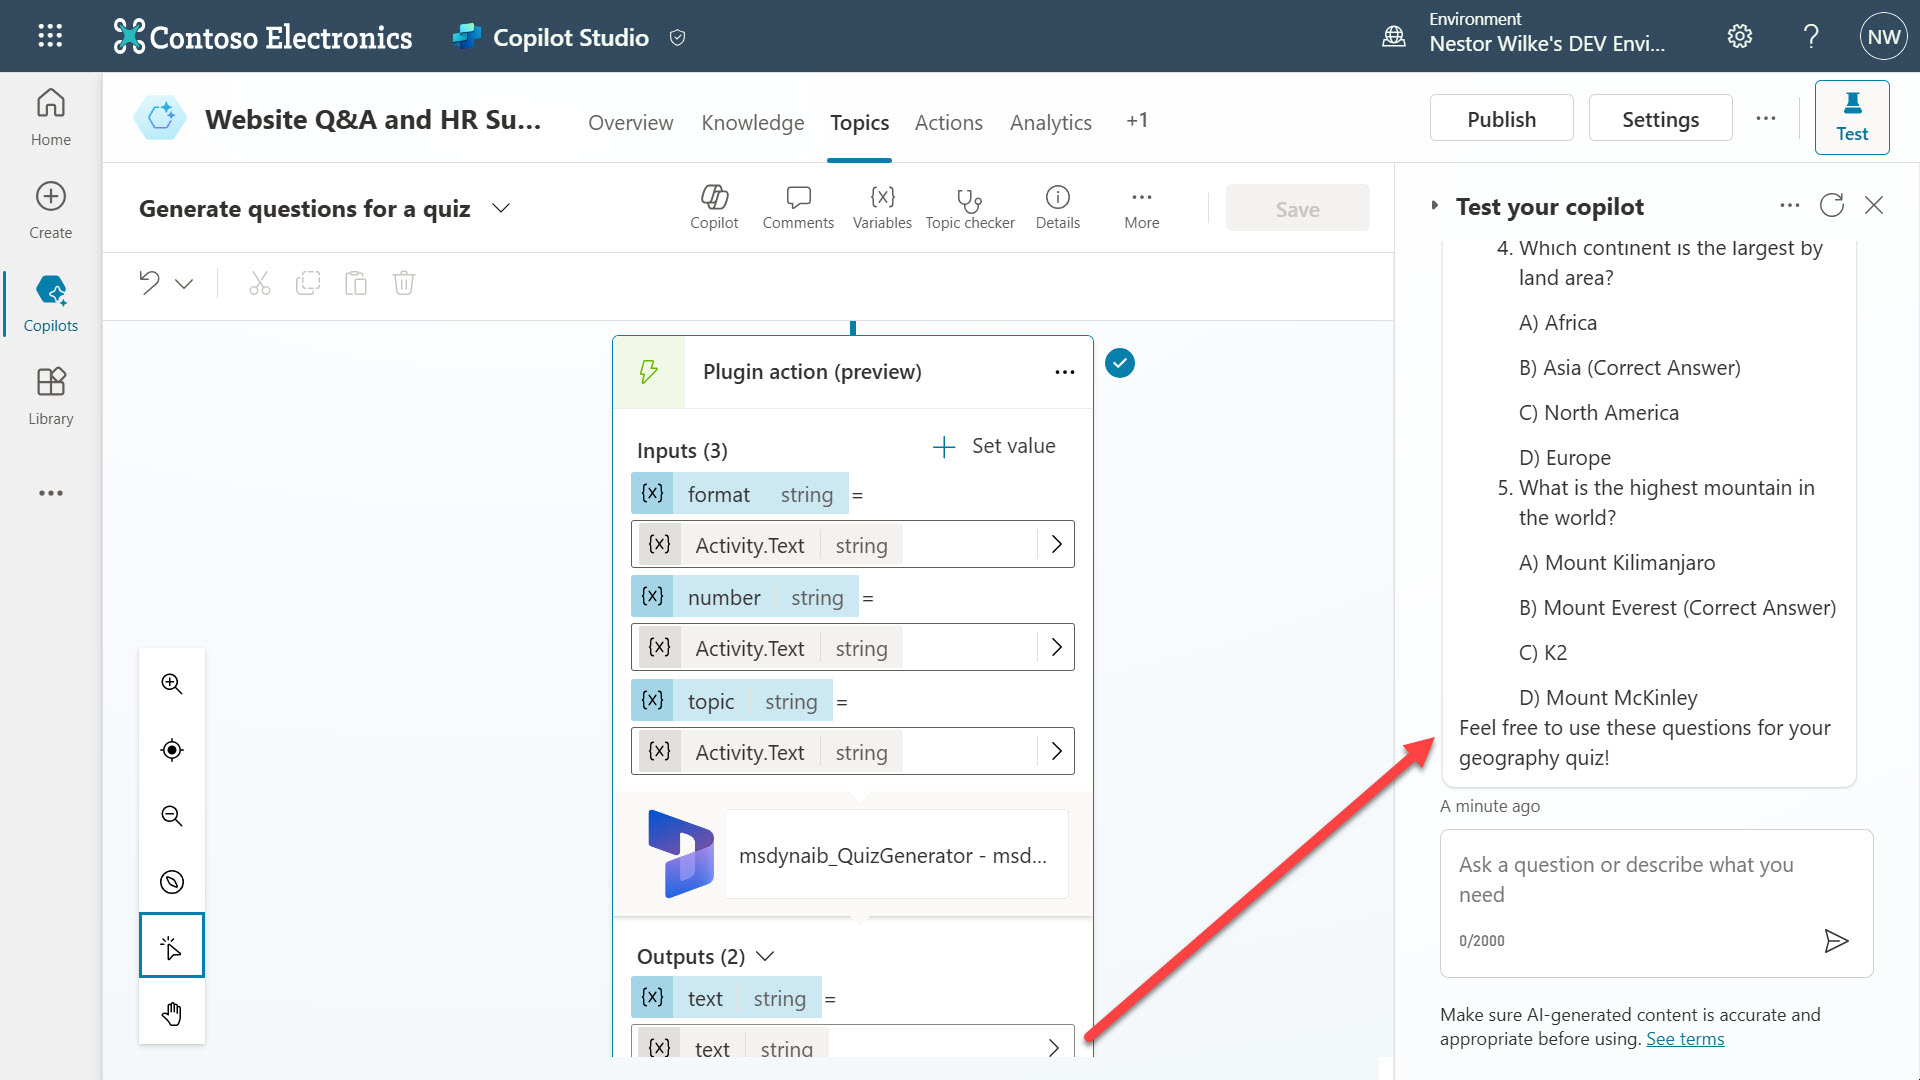 Contoso Electronics
Copilot Studio
Environment
Nestor Wilke's DEV Envi...
NW
Home
Create
Copilots
Library
Website Q&A and HR Su...
Overview
Knowledge
Topics
Actions
Analytics
+1
Publish
Settings
Test
Generate questions for a quiz
Copilot
Comments
{x}
Variables
Topic checker
Details
More
Save
Plugin action (preview)
Inputs (3)
Set value
{x} format string =
{x} Activity.Text string
{x} number string =
{x} Activity.Text string
{x} topic string =
{x} Activity.Text string
msdynaib_QuizGenerator - msd...
Outputs (2)
{x} text string =
{x} text string
Test your copilot
4. Which continent is the largest by
land area?
A) Africa
B) Asia (Correct Answer)
C) North America
D) Europe
5. What is the highest mountain in
the world?
A) Mount Kilimanjaro
B) Mount Everest (Correct Answer)
C) K2
D) Mount McKinley
Feel free to use these questions for your
geography quiz!
A minute ago
Ask a question or describe what you
need
0/2000
Make sure AI-generated content is accurate and
appropriate before using. See terms